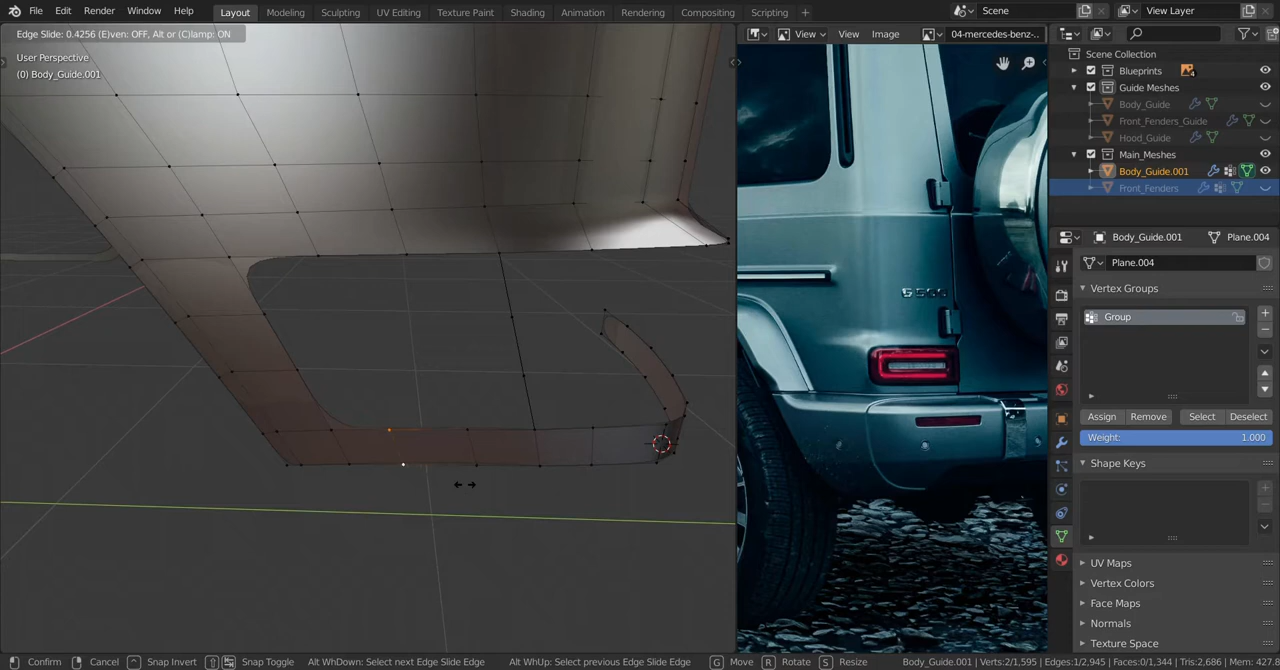 File Edit Render Window Help Layout Modeling Sculpting UV Editing Texture Paint Shading Animation Rendering Compositing Scripting + Scene View Layer
Edge Slide: 0.4256 (E)ven: OFF, Alt or (C)lamp: ON
View View Image 04-mercedes-benz-..
User Perspective
(0) Body_Guide.001
Scene Collection
Blueprints 4
Guide Meshes
Body_Guide
Front_Fenders_Guide
Hood_Guide
Main_Meshes
Body_Guide.001
Front_Fenders
Body_Guide.001 Plane.004
Plane.004
Vertex Groups
Group
Assign Remove Select Deselect
Weight: 1.000
Shape Keys
UV Maps
Vertex Colors
Face Maps
Normals
Texture Space
G 500
Confirm Cancel Snap Invert Snap Toggle Alt WhDown: Select next Edge Slide Edge Alt WhUp: Select previous Edge Slide Edge G Move R Rotate S Resize Body_Guide.001 | Verts:2/1,595 | Edges:1/2,943 | Faces:0/1,344 | Tris:2,686 | Mem: 427.8